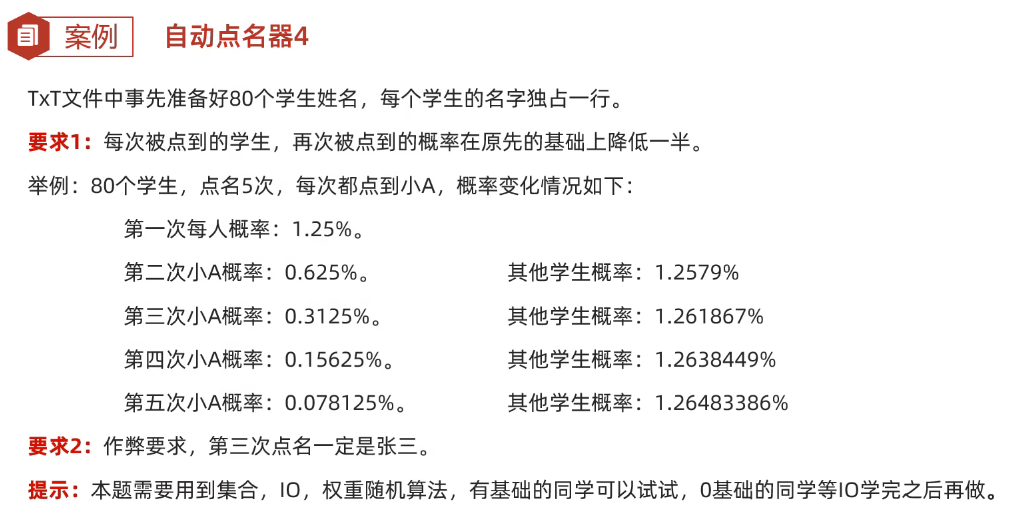 案例 自动点名器4
TxT文件中事先准备好80个学生姓名，每个学生的名字独占一行。
要求1：每次被点到的学生，再次被点到的概率在原先的基础上降低一半。
举例：80个学生，点名5次，每次都点到小A，概率变化情况如下：
第一次每人概率：1.25%。
第二次小A概率：0.625%。 其他学生概率：1.2579%
第三次小A概率：0.3125%。 其他学生概率：1.261867%
第四次小A概率：0.15625%。 其他学生概率：1.2638449%
第五次小A概率：0.078125%。 其他学生概率：1.26483386%
要求2：作弊要求，第三次点名一定是张三。
提示：本题需要用到集合，IO，权重随机算法，有基础的同学可以试试，0基础的同学等IO学完之后再做。